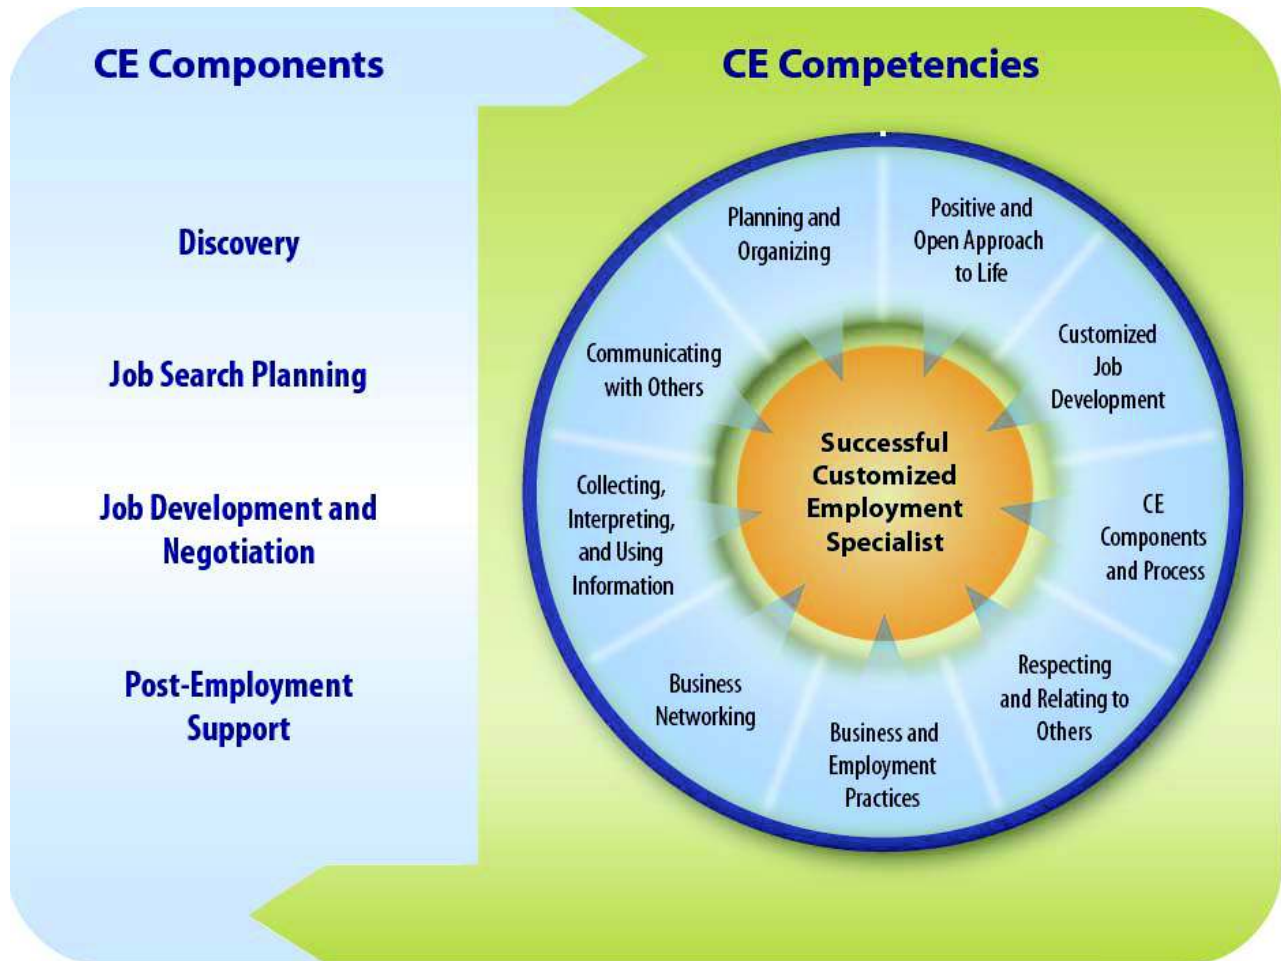 CE Components
Discovery
Job Search Planning
Job Development and
Negotiation
Post-Employment
Support
CE Competencies
Planning and
Organizing
Positive and
Open Approach
to Life
Customized
Job
Development
CE
Components
and Process
Respecting
and Relating to
Others
Business and
Employment
Practices
Business
Networking
Collecting,
Interpreting,
and Using
Information
Communicating
with Others
Successful
Customized
Employment
Specialist